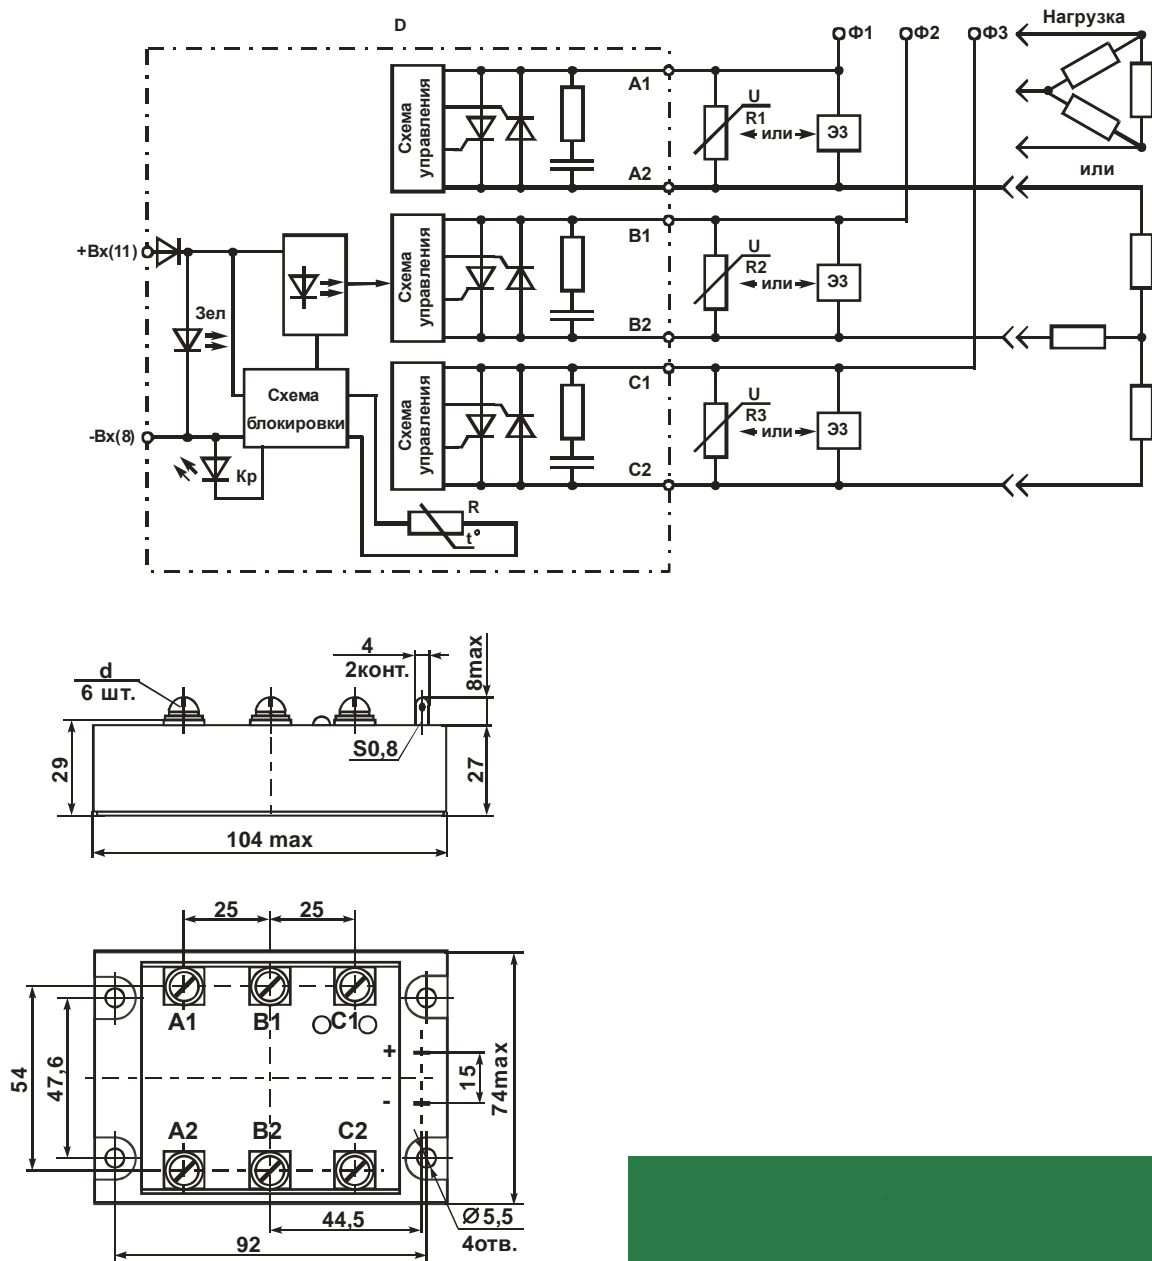 D
Нагрузка
Ф1
Ф2
Ф3
A1
U
R1
или
ЭЗ
Схема
управления
A2
или
B1
+Вх(11)
U
R2
или
ЭЗ
Схема
управления
Зел
B2
C1
Схема
блокировки
U
R3
или
ЭЗ
Схема
управления
-Вх(8)
Кр
C2
R
t°
4
2конт.
8max
d
6 шт.
S0,8
29
27
104 max
25
25
A1
B1
C1
+
-
54
47,6
15
74max
A2
B2
C2
44,5
Ø 5,5
4отв.
92